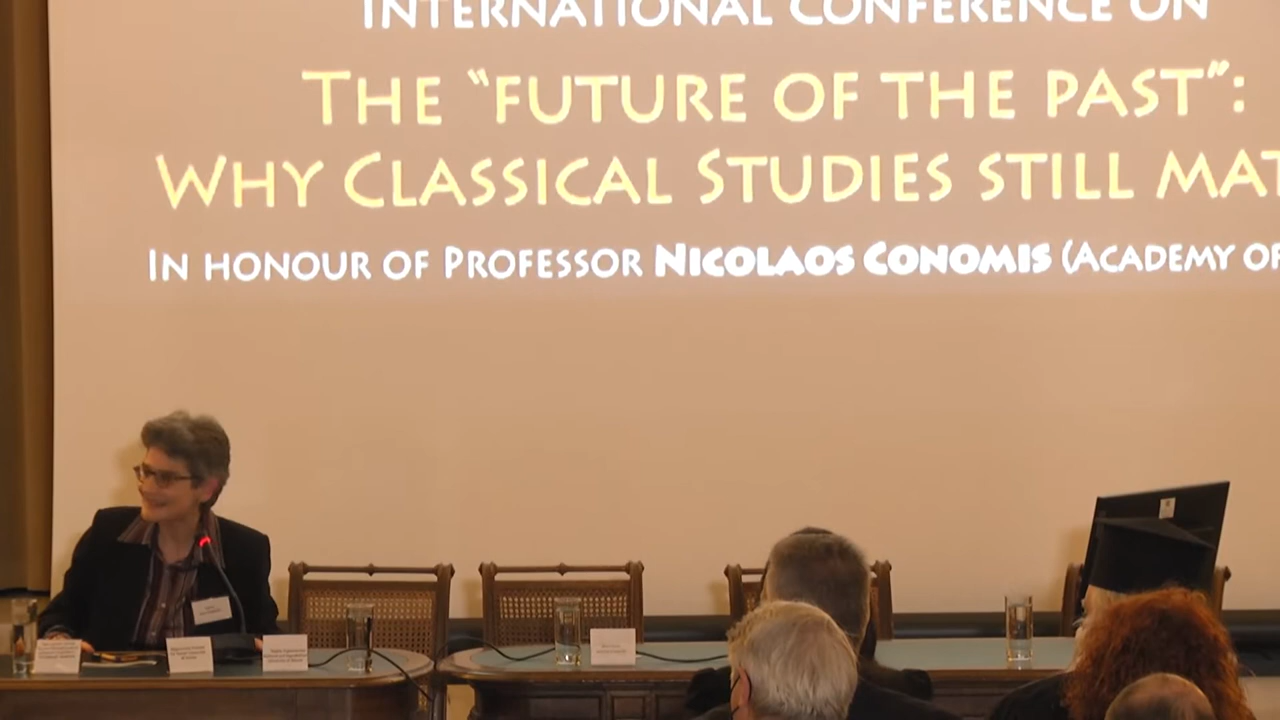 INTERNATIONAL CONFERENCE ON
THE “FUTURE OF THE PAST”:
WHY CLASSICAL STUDIES STILL MAT
IN HONOUR OF PROFESSOR NICOLAOS CONOMIS (ACADEMY OF